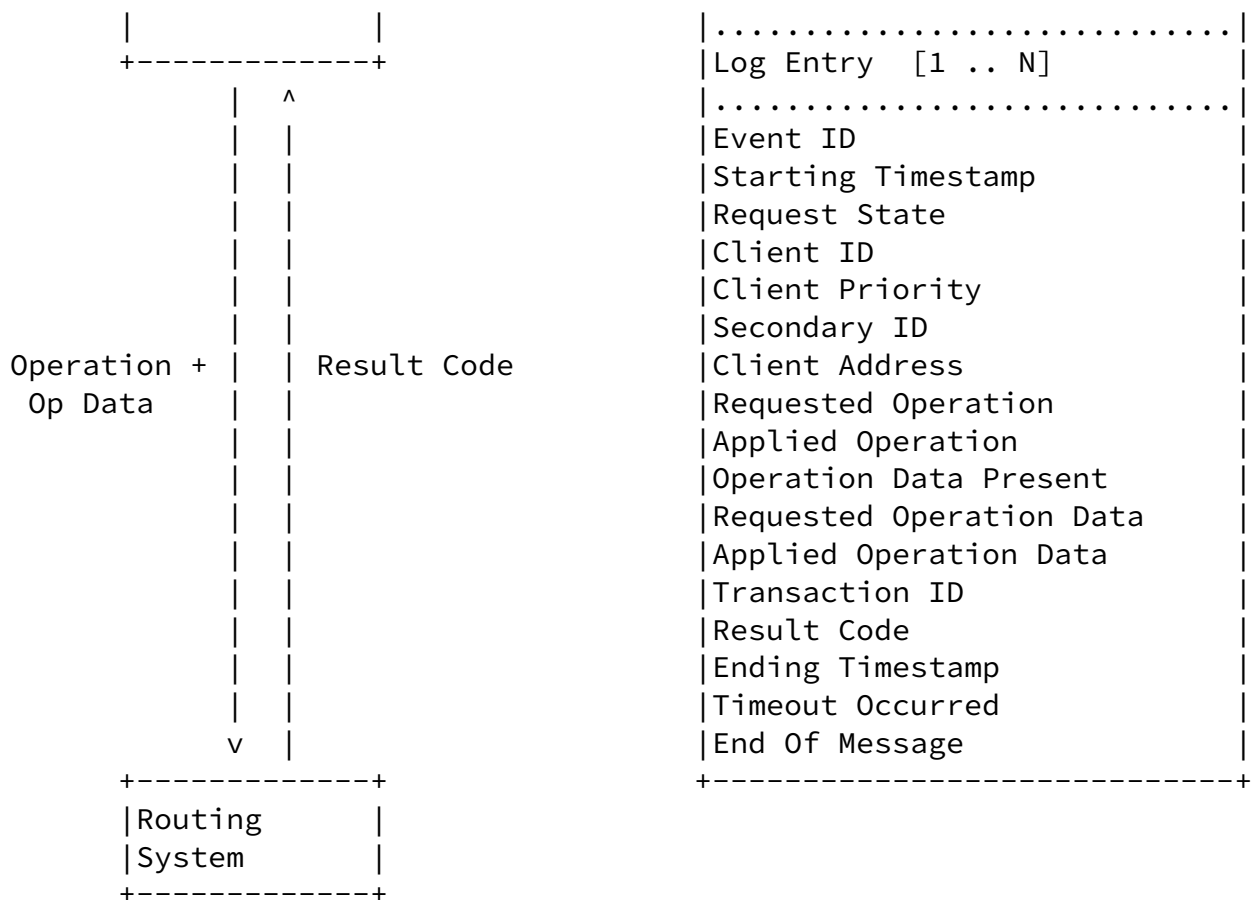 |             |                 |.............................|
+-------------+                 |Log Entry  [1 .. N]          |
      |  ^                      |.............................|
      |  |                      |Event ID                     |
      |  |                      |Starting Timestamp           |
      |  |                      |Request State                |
      |  |                      |Client ID                    |
      |  |                      |Client Priority              |
      |  |                      |Secondary ID                 |
Operation + |  | Result Code    |Client Address               |
 Op Data    |  |                |Requested Operation          |
      |  |                      |Applied Operation            |
      |  |                      |Operation Data Present       |
      |  |                      |Requested Operation Data     |
      |  |                      |Applied Operation Data       |
      |  |                      |Transaction ID               |
      |  |                      |Result Code                  |
      |  |                      |Ending Timestamp             |
      |  |                      |Timeout Occurred             |
      v  |                      |End Of Message               |
+-------------+                 +-----------------------------+
|Routing      |
|System       |
+-------------+